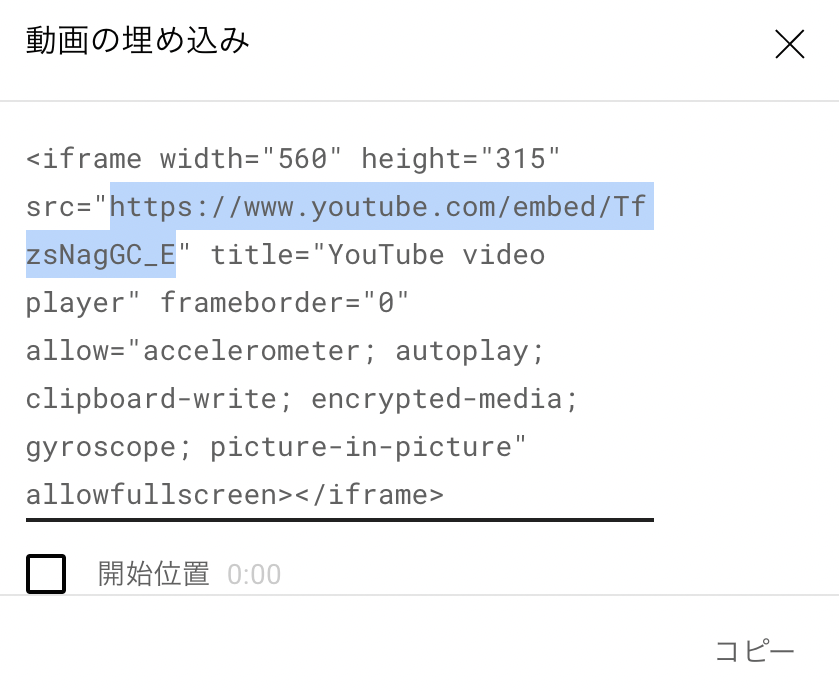 動画の埋め込み
<iframe width="560" height="315"
src="https://www.youtube.com/embed/Tf
zsNagGC_E" title="YouTube video
player" frameborder="0"
allow="accelerometer; autoplay;
clipboard-write; encrypted-media;
gyroscope; picture-in-picture"
allowfullscreen></iframe>
開始位置 0:00
コピー